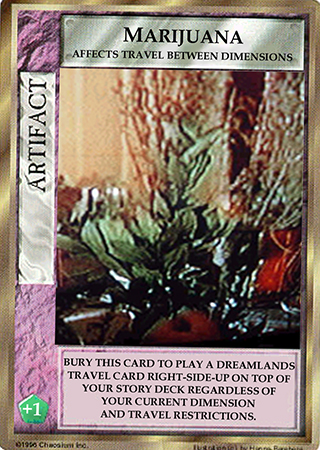 MARIJUANA
AFFECTS TRAVEL BETWEEN DIMENSIONS
ARTIFACT
BURY THIS CARD TO PLAY A DREAMLANDS
TRAVEL CARD RIGHT-SIDE-UP ON TOP OF
YOUR STORY DECK REGARDLESS OF
YOUR CURRENT DIMENSION
AND TRAVEL RESTRICTIONS.
+1
©1996 Chaosium Inc.